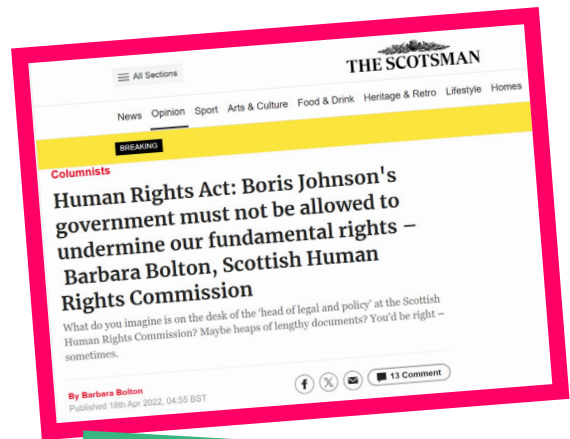 All Sections
THE SCOTSMAN
News Opinion Sport Arts & Culture Food & Drink Heritage & Retro Lifestyle Homes
BREAKING
Columnists
Human Rights Act: Boris Johnson's
government must not be allowed to
undermine our fundamental rights –
Barbara Bolton, Scottish Human
Rights Commission
What do you imagine is on the desk of the ‘head of legal and policy’ at the Scottish
Human Rights Commission? Maybe heaps of lengthy documents? You’d be right –
sometimes.
By Barbara Bolton
Published 18th Apr 2022, 04:55 BST
13 Comment